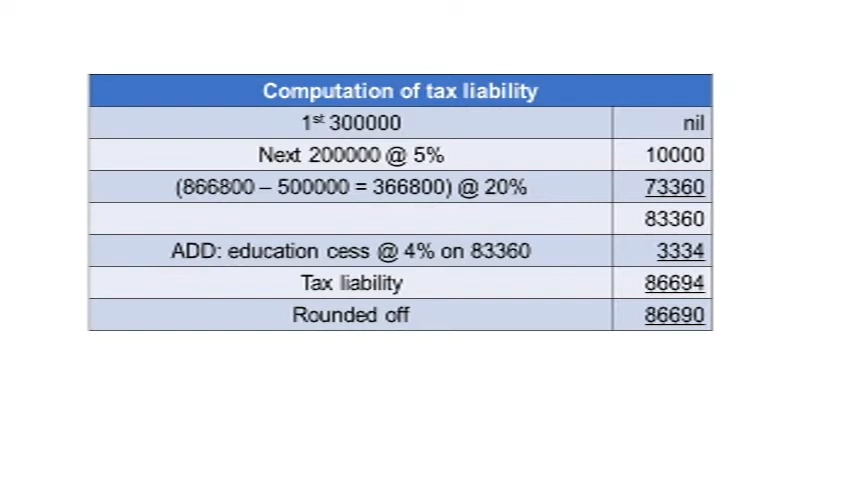 Computation of tax liability
1st 300000 nil
Next 200000 @ 5% 10000
(866800 – 500000 = 366800) @ 20% 73360
83360
ADD: education cess @ 4% on 83360 3334
Tax liability 86694
Rounded off 86690